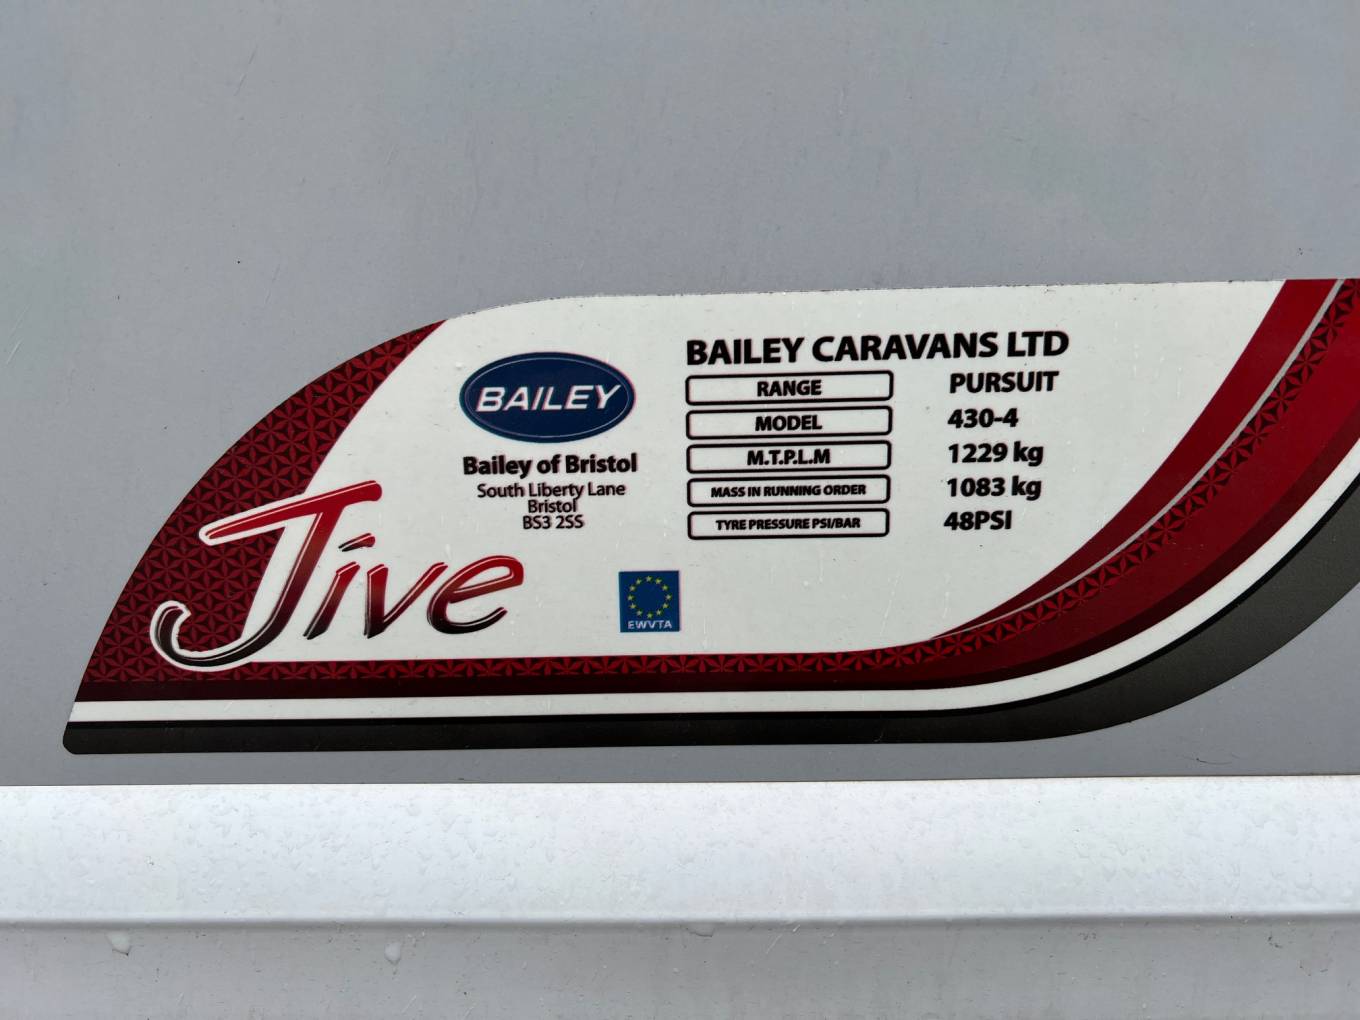 BAILEY
Bailey of Bristol
South Liberty Lane
Bristol
BS3 2SS
Jive
EWVTA
BAILEY CARAVANS LTD
RANGE PURSUIT
MODEL 430-4
M.T.P.L.M 1229 kg
MASS IN RUNNING ORDER 1083 kg
TYRE PRESSURE PSI/BAR 48PSI